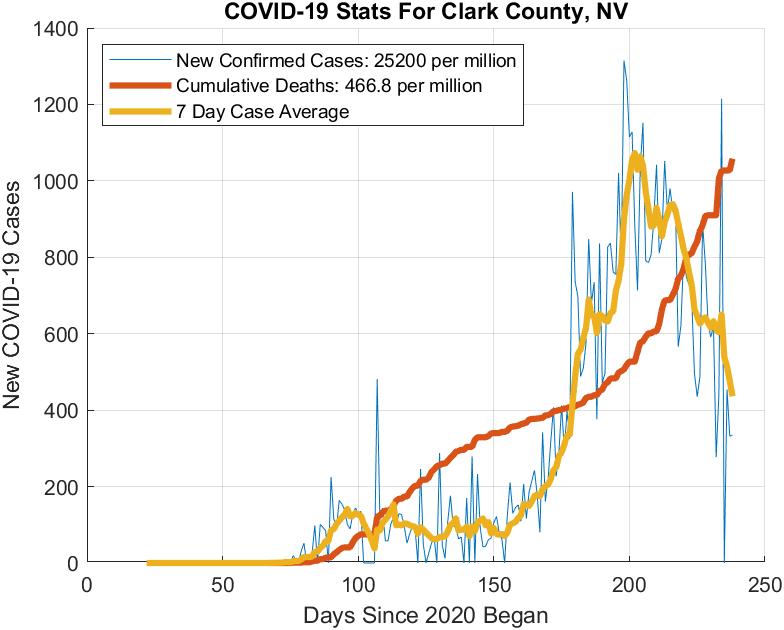 COVID-19 Stats For Clark County, NV
1400
1200
1000
800
600
400
200
0
New COVID-19 Cases
New Confirmed Cases: 25200 per million
Cumulative Deaths: 466.8 per million
7 Day Case Average
0 50 100 150 200 250
Days Since 2020 Began